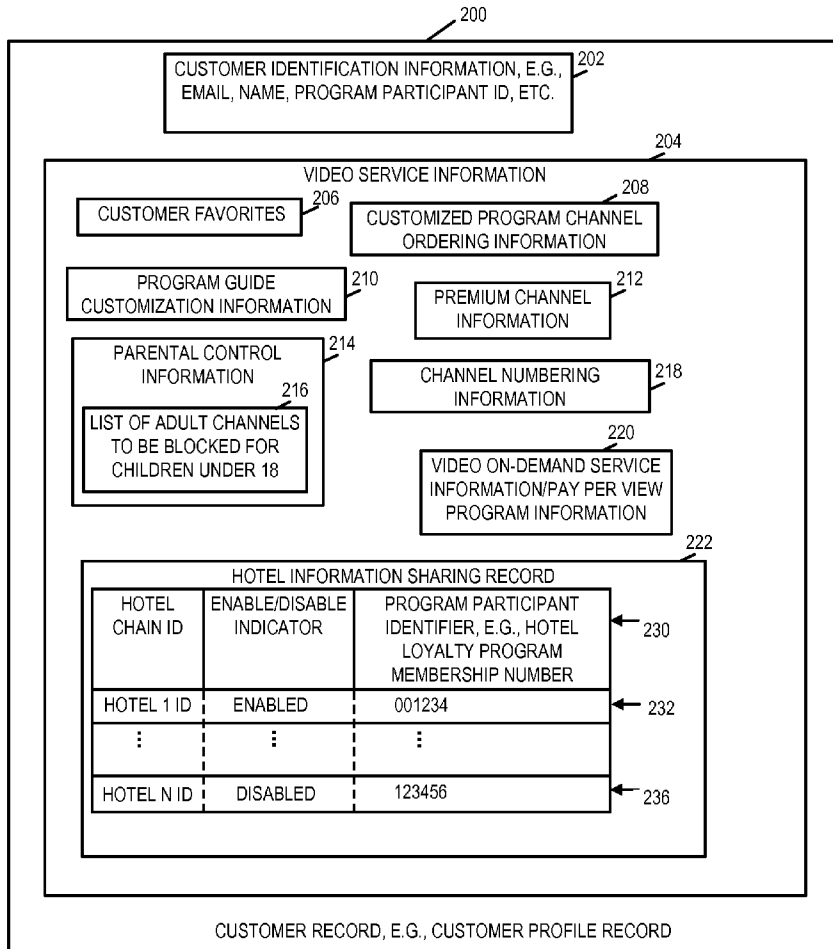 200
CUSTOMER IDENTIFICATION INFORMATION, E.G.,
EMAIL, NAME, PROGRAM PARTICIPANT ID, ETC.
202
204
VIDEO SERVICE INFORMATION
CUSTOMER FAVORITES
206
208
CUSTOMIZED PROGRAM CHANNEL
ORDERING INFORMATION
PROGRAM GUIDE
CUSTOMIZATION INFORMATION
210
PREMIUM CHANNEL
INFORMATION
212
PARENTAL CONTROL
INFORMATION
214
216
LIST OF ADULT CHANNELS
TO BE BLOCKED FOR
CHILDREN UNDER 18
CHANNEL NUMBERING
INFORMATION
218
220
VIDEO ON-DEMAND SERVICE
INFORMATION/PAY PER VIEW
PROGRAM INFORMATION
222
HOTEL INFORMATION SHARING RECORD
HOTEL
CHAIN ID
ENABLE/DISABLE
INDICATOR
PROGRAM PARTICIPANT
IDENTIFIER, E.G., HOTEL
LOYALTY PROGRAM
MEMBERSHIP NUMBER
230
HOTEL 1 ID ENABLED 001234 232
⋮ ⋮ ⋮
HOTEL N ID DISABLED 123456 236
CUSTOMER RECORD, E.G., CUSTOMER PROFILE RECORD